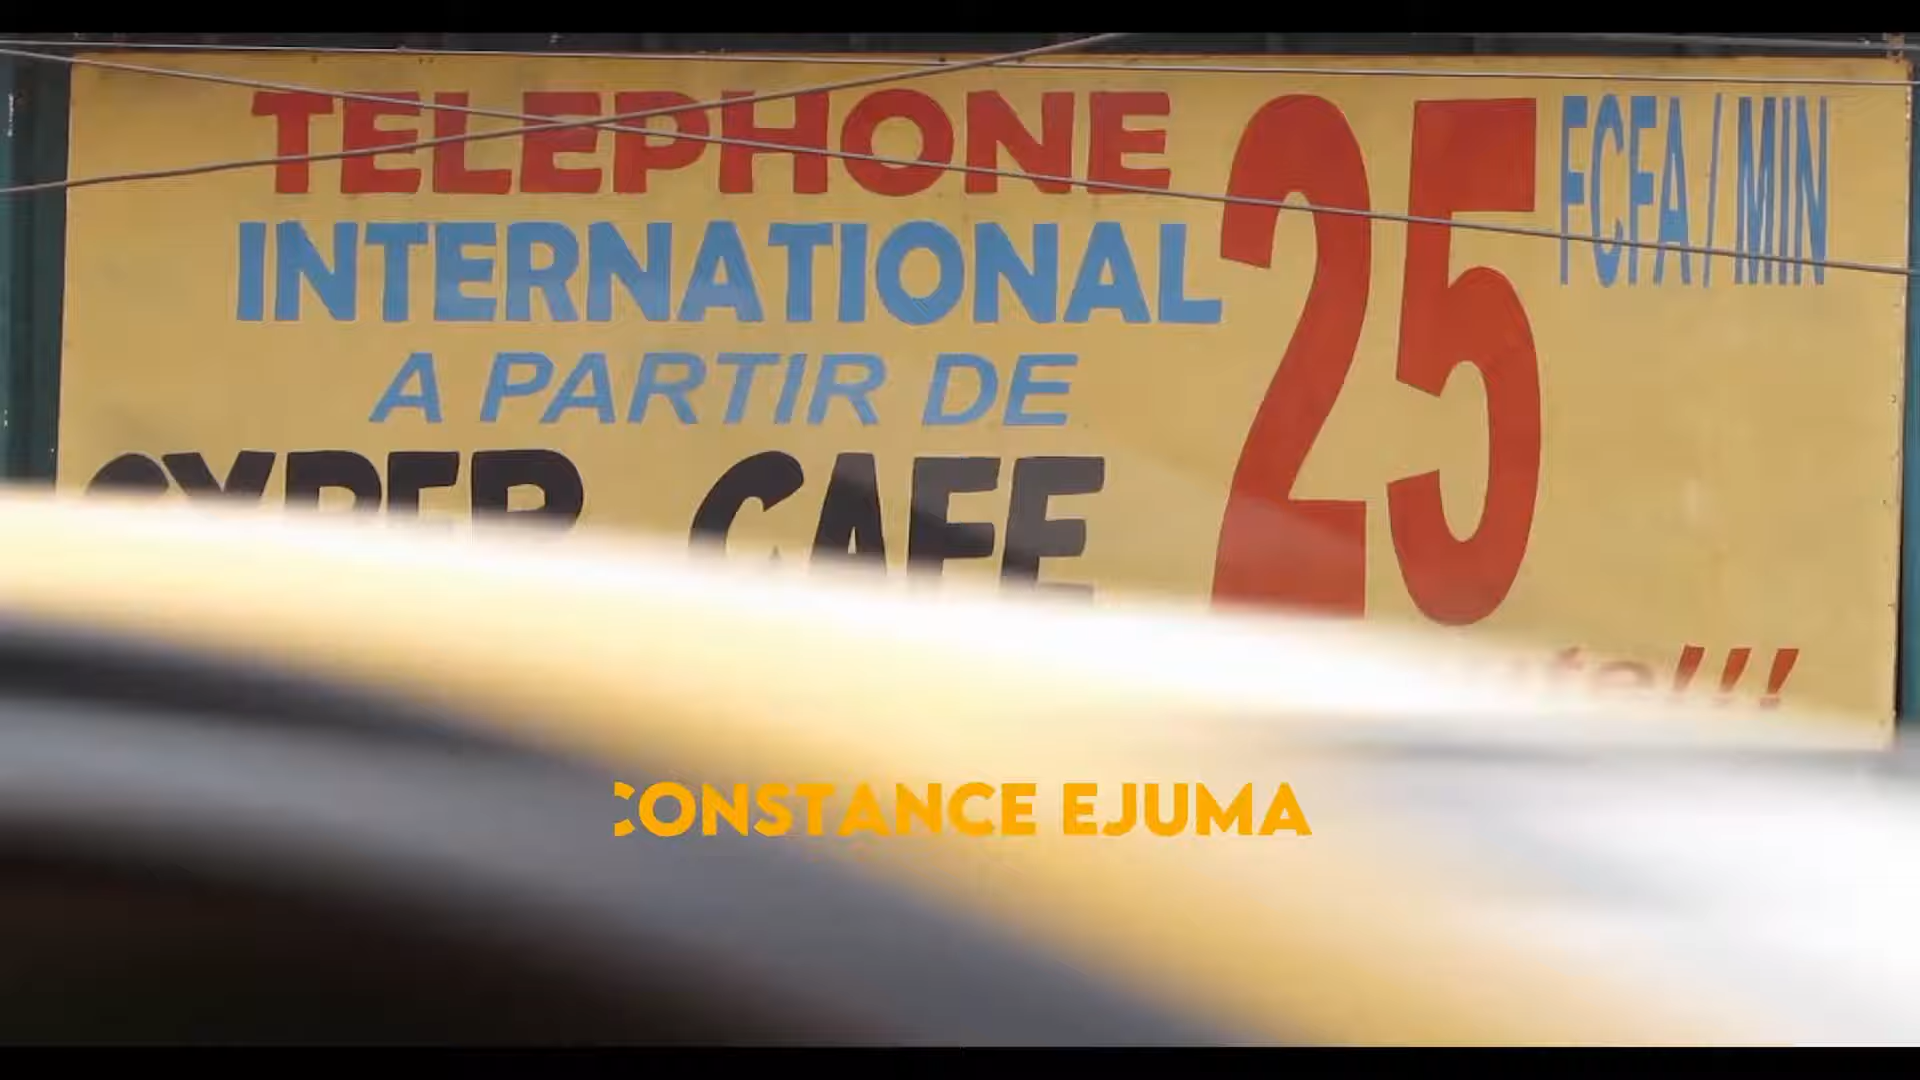 TELEPHONE
INTERNATIONAL
A PARTIR DE
25 FCFA / MIN
CYBER CAFE
!!!
CONSTANCE EJUMA